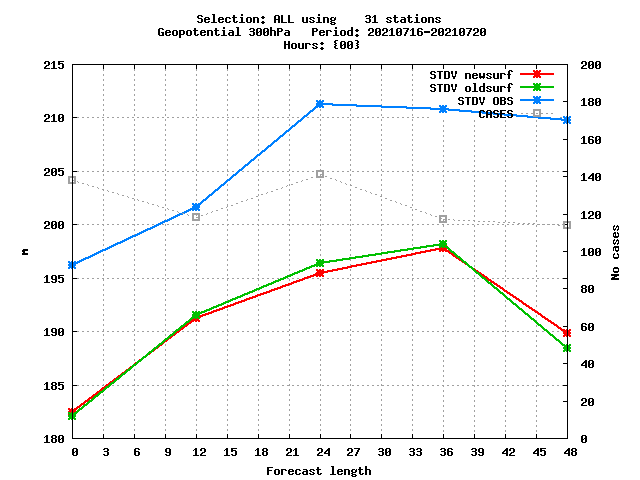 Selection: ALL using    31 stations
Geopotential 300hPa   Period: 20210716-20210720
Hours: {00}
215
210
205
200
195
190
185
180
M
200
180
160
140
120
100
80
60
40
20
0
No cases
STDV newsurf
STDV oldsurf
STDV OBS
CASES
0 3 6 9 12 15 18 21 24 27 30 33 36 39 42 45 48
Forecast length